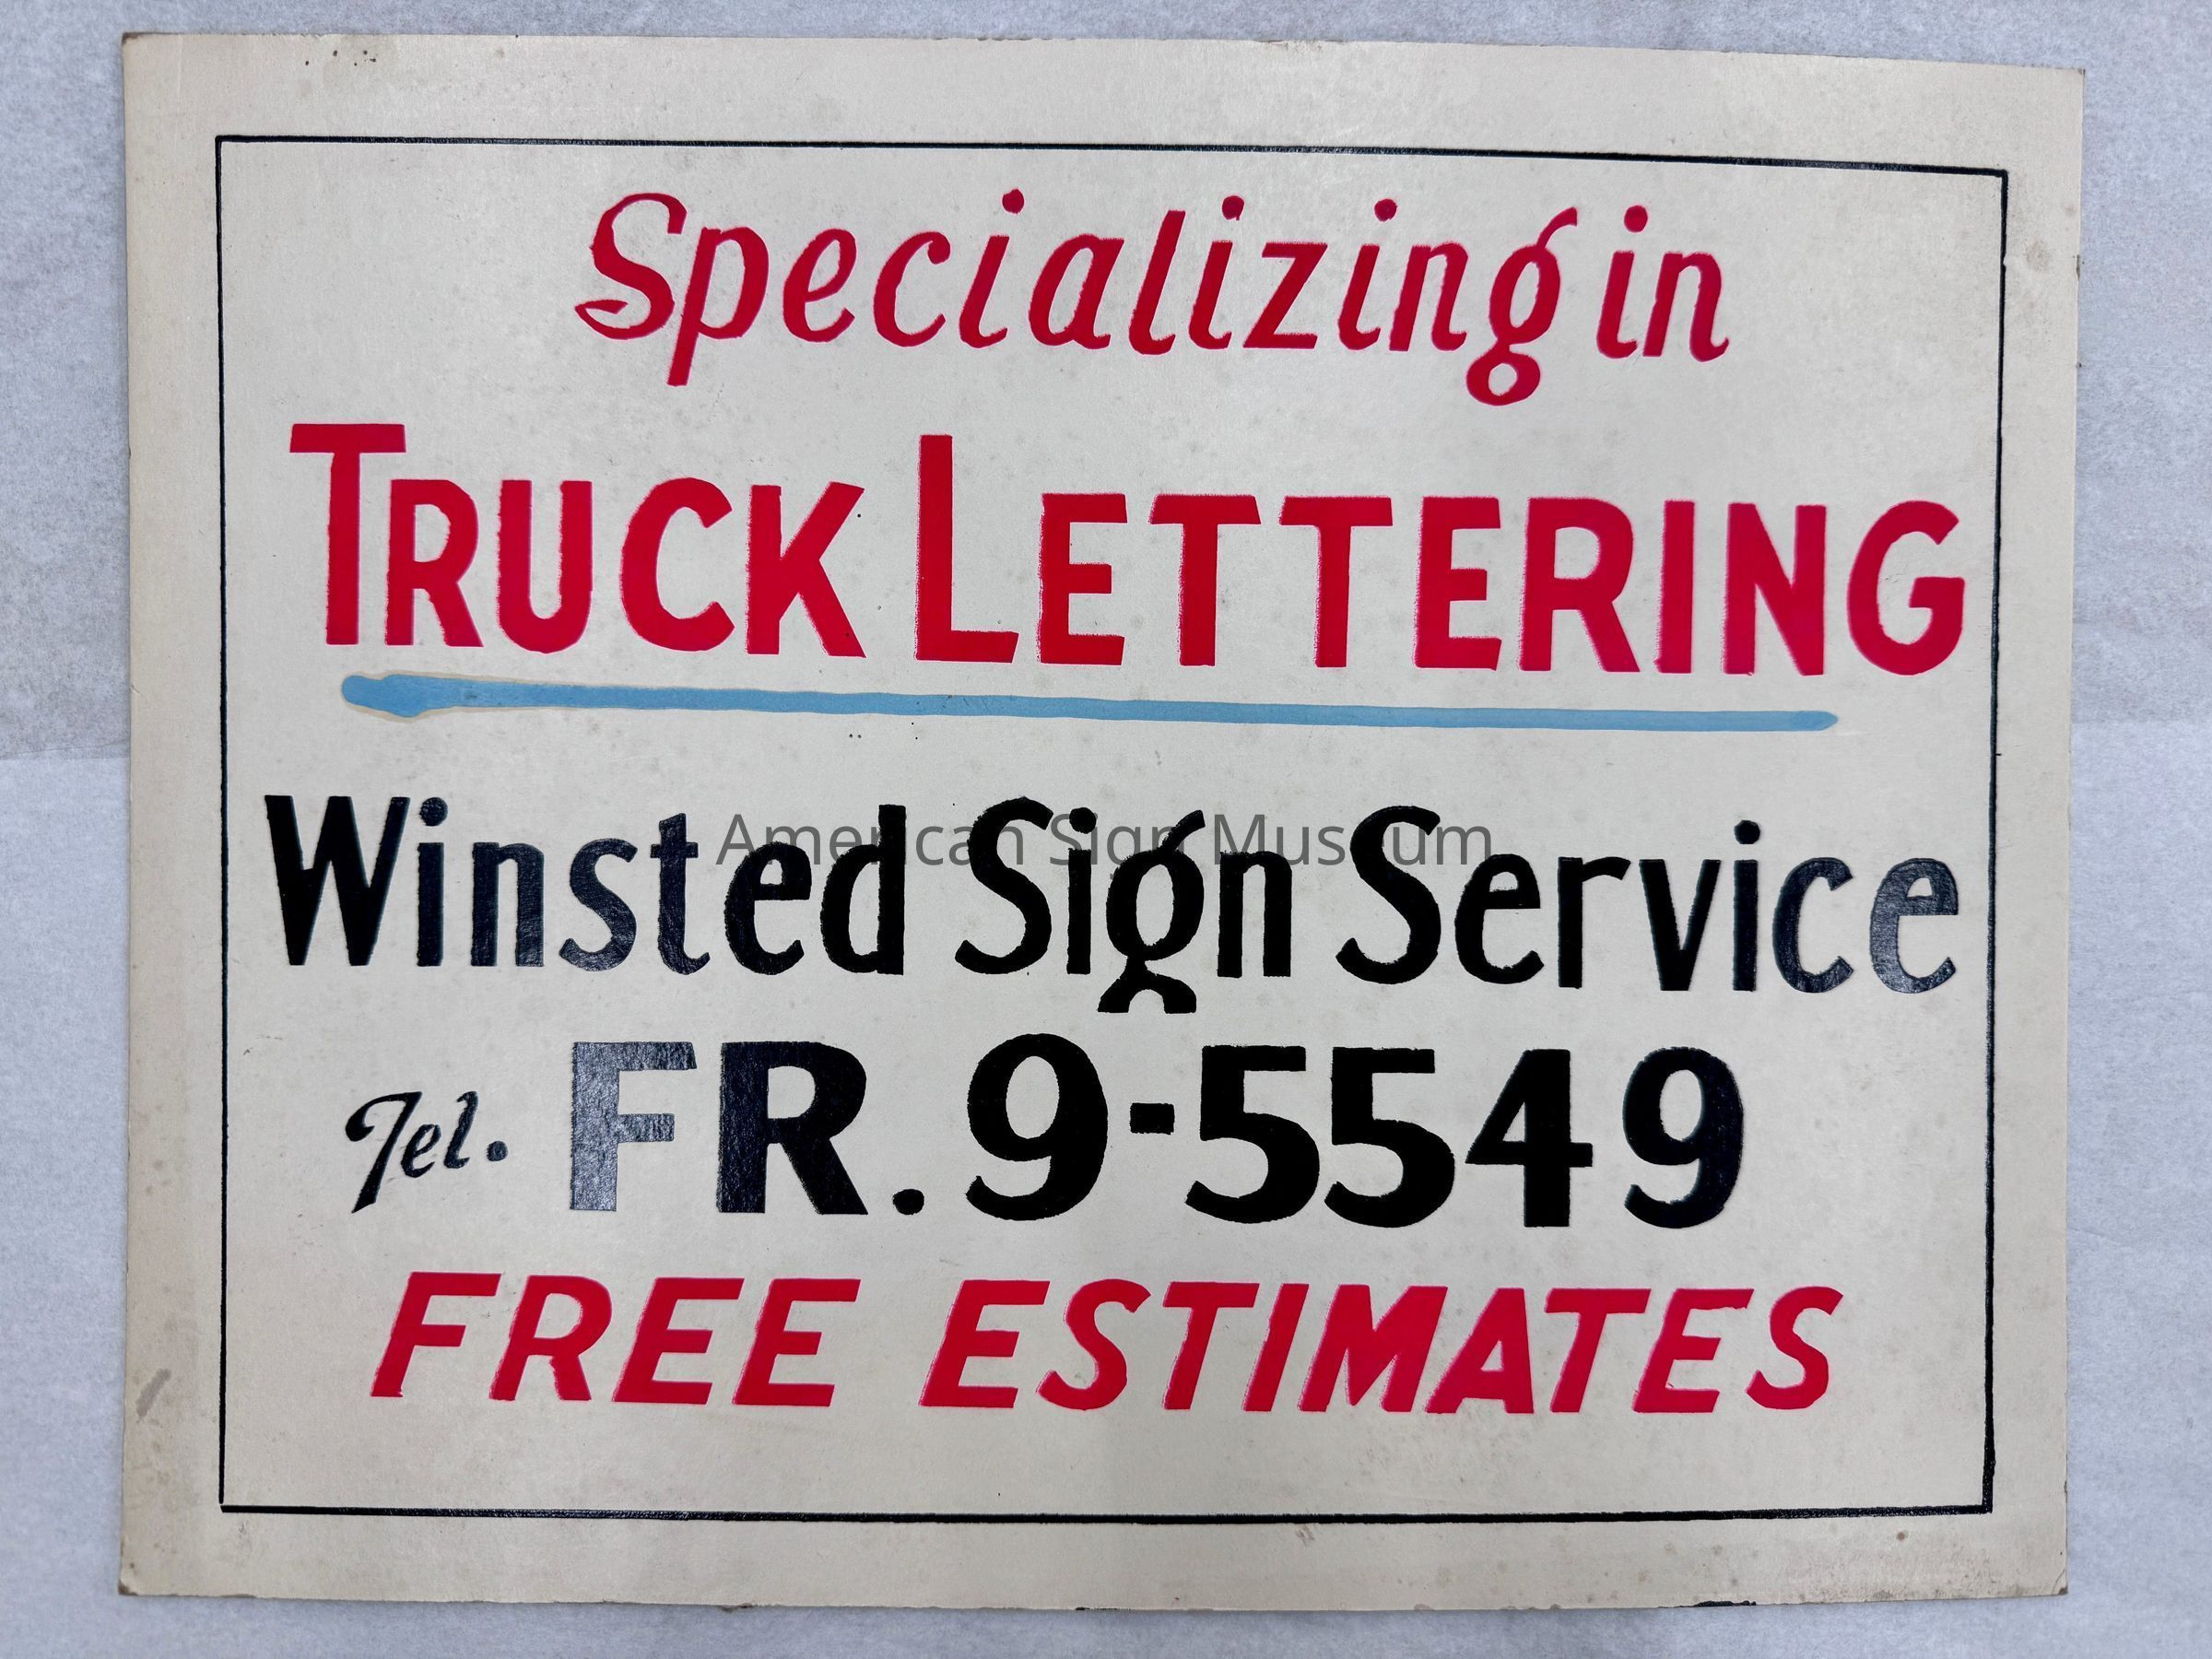 Specializing in
TRUCK LETTERING
American Sign Museum
Winsted Sign Service
Tel. FR. 9-5549
FREE ESTIMATES